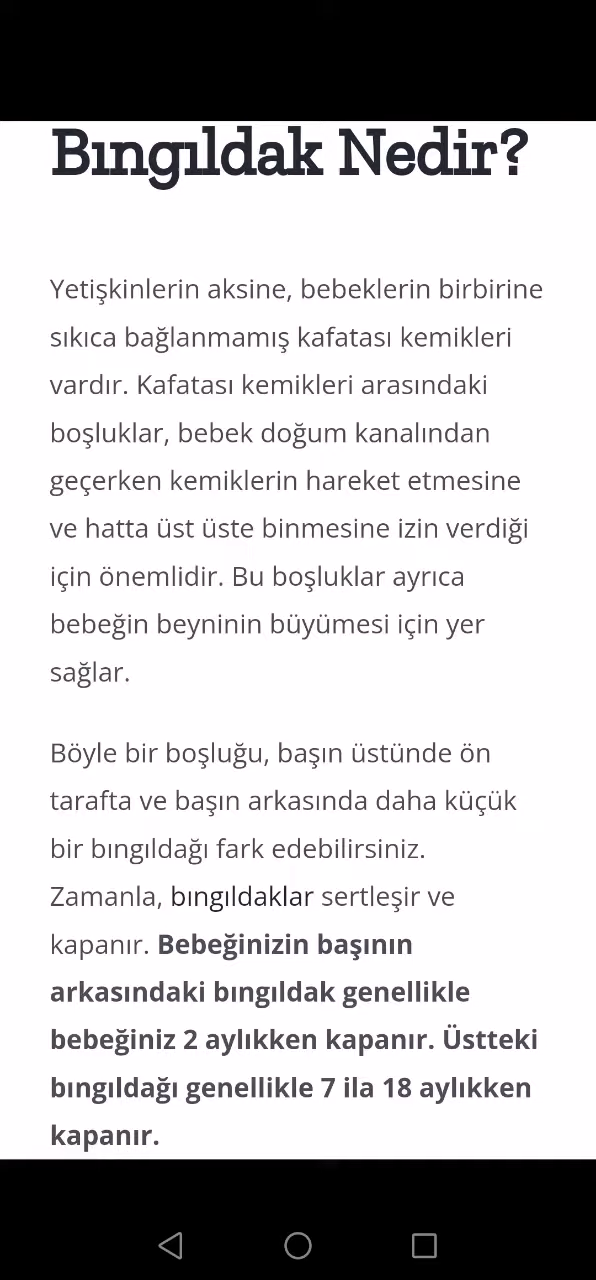 Bıngıldak Nedir?
Yetişkinlerin aksine, bebeklerin birbirine
sıkıca bağlanmamış kafatası kemikleri
vardır. Kafatası kemikleri arasındaki
boşluklar, bebek doğum kanalından
geçerken kemiklerin hareket etmesine
ve hatta üst üste binmesine izin verdiği
için önemlidir. Bu boşluklar ayrıca
bebeğin beyninin büyümesi için yer
sağlar.
Böyle bir boşluğu, başın üstünde ön
tarafta ve başın arkasında daha küçük
bir bıngıldağı fark edebilirsiniz.
Zamanla, bıngıldaklar sertleşir ve
kapanır. Bebeğinizin başının
arkasındaki bıngıldak genellikle
bebeğiniz 2 aylıkken kapanır. Üstteki
bıngıldağı genellikle 7 ila 18 aylıkken
kapanır.